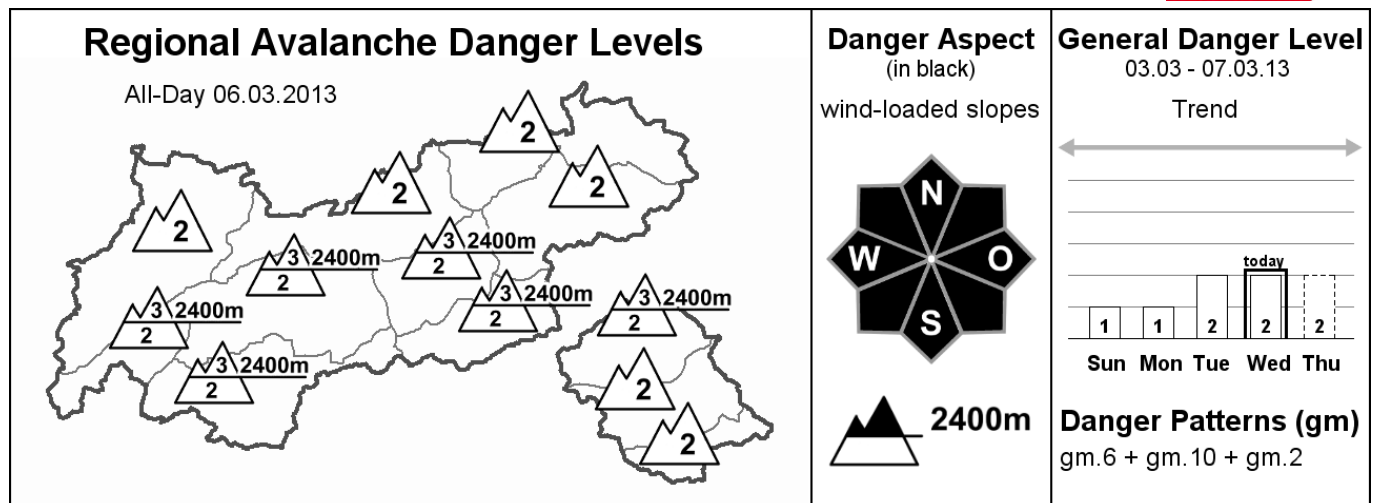 Regional Avalanche Danger Levels
All-Day 06.03.2013
2
2
2
2
3 2400m
2
3 2400m
2
3 2400m
2
3 2400m
2
3 2400m
2
3 2400m
2
2
2
Danger Aspect
(in black)
wind-loaded slopes
N
W O
S
2400m
General Danger Level
03.03 - 07.03.13
Trend
today
1 1 2 2 2
Sun Mon Tue Wed Thu
Danger Patterns (gm)
gm.6 + gm.10 + gm.2